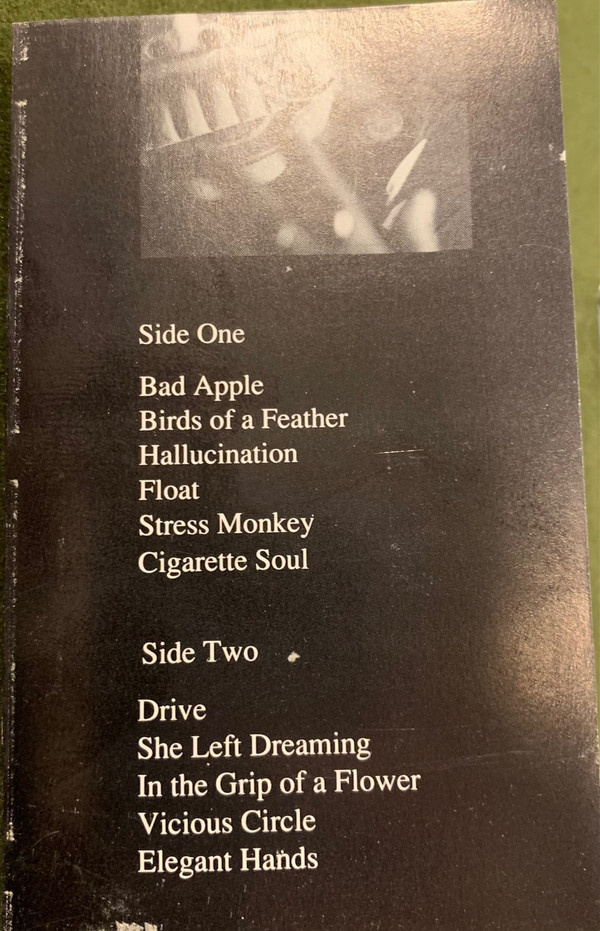 Side One
Bad Apple
Birds of a Feather
Hallucination
Float
Stress Monkey
Cigarette Soul
Side Two
Drive
She Left Dreaming
In the Grip of a Flower
Vicious Circle
Elegant Hands